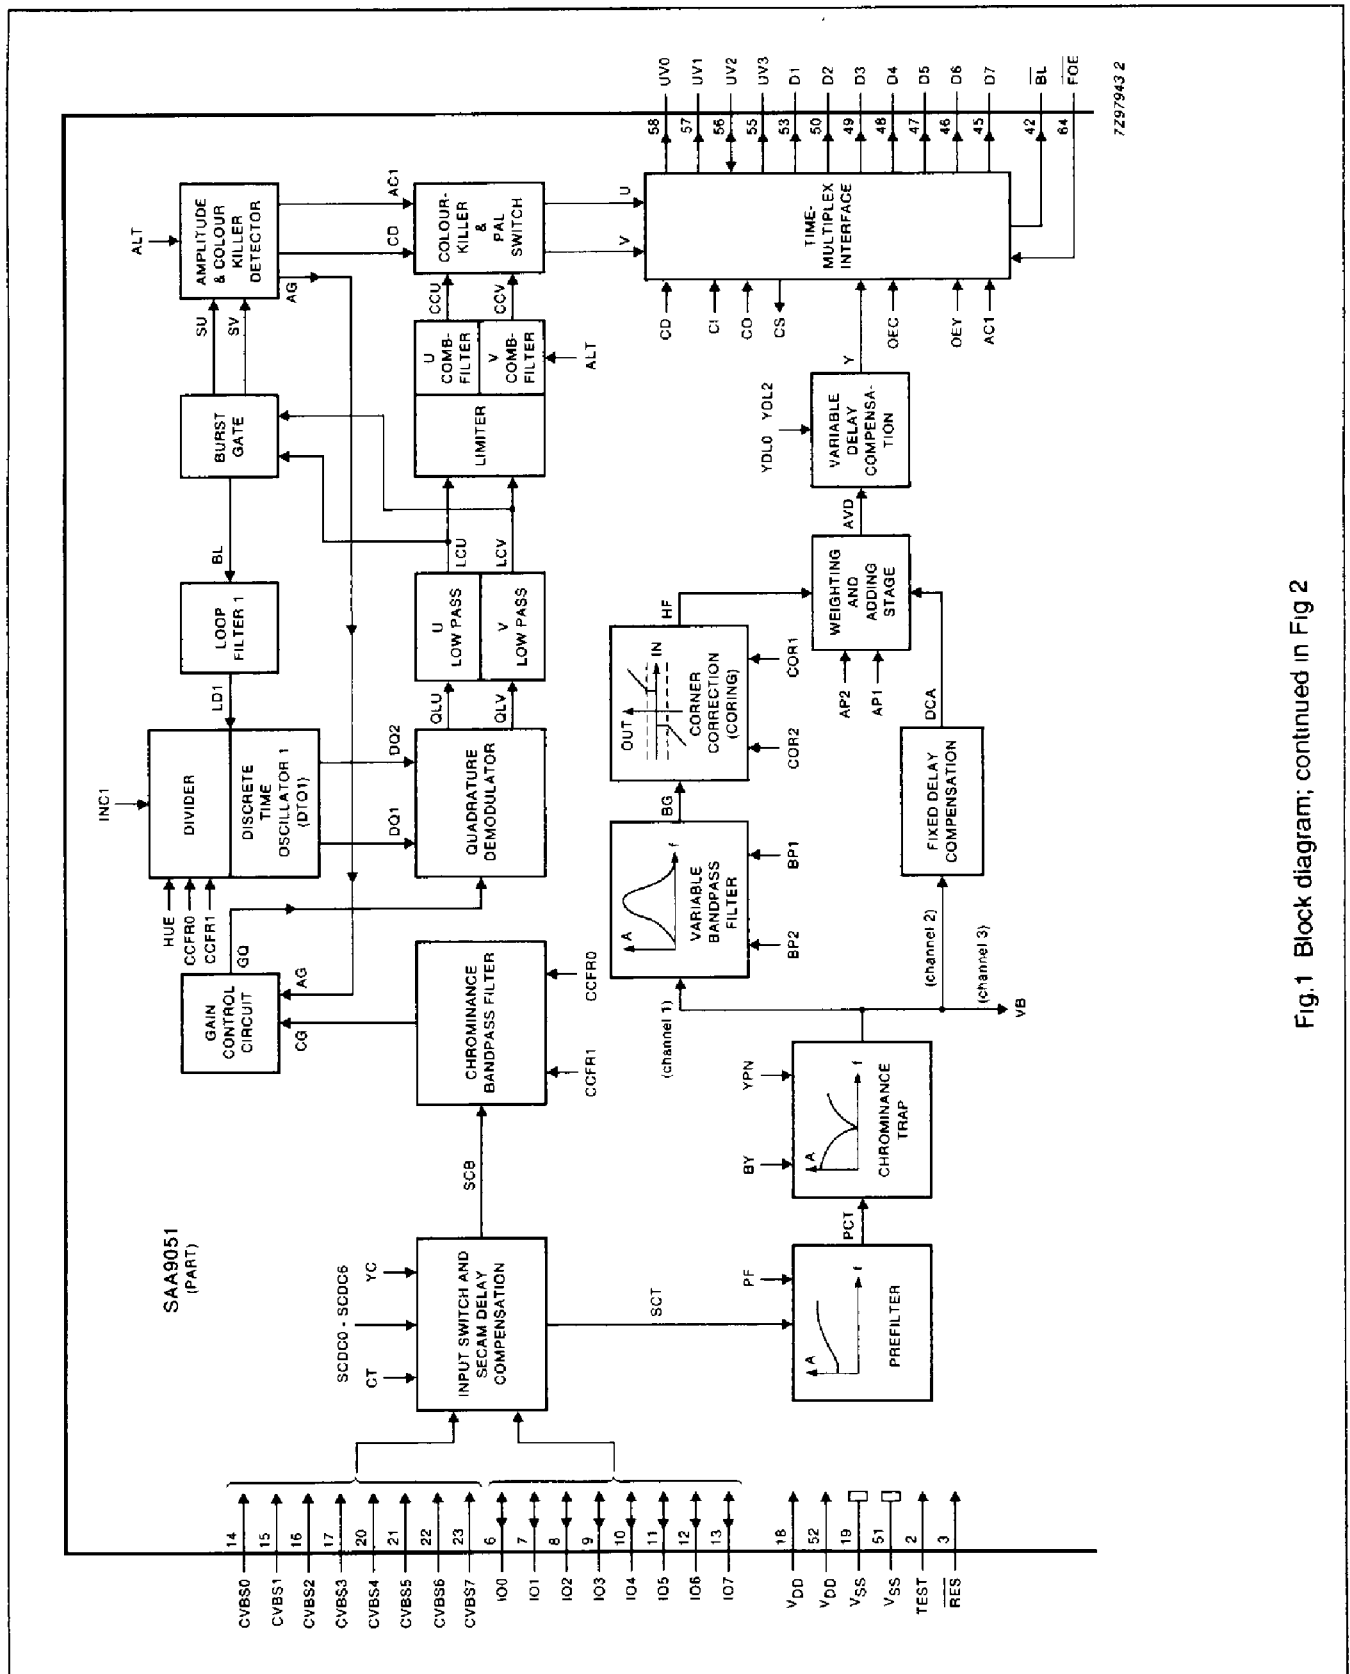 SAA9051
(PART)
CVBS0 14
CVBS1 15
CVBS2 16
CVBS3 17
CVBS4 20
CVBS5 21
CVBS6 22
CVBS7 23
IO0 6
IO1 7
IO2 8
IO3 9
IO4 10
IO5 11
IO6 12
IO7 13
VDD 18
VDD 52
VSS 19
VSS 51
TEST 2
RES 3
CT
SCDC0 - SCDC6
YC
INPUT SWITCH AND
SECAM DELAY
COMPENSATION
SCB
SCT
CHROMINANCE
BANDPASS FILTER
CCFR1
CCFR0
CG
AG
GAIN
CONTROL
CIRCUIT
GQ
HUE
CCFR0
CCFR1
INC1
DIVIDER
DISCRETE
TIME
OSCILLATOR 1
(DTO1)
DQ1
DQ2
QUADRATURE
DEMODULATOR
LD1
LOOP
FILTER 1
BL
QLU
QLV
U
LOW PASS
V
LOW PASS
LCU
LCV
BURST
GATE
SU
SV
LIMITER
U
COMB-
FILTER
V
COMB-
FILTER
ALT
CCU
CCV
ALT
AMPLITUDE
& COLOUR
KILLER
DETECTOR
AG
CD
AC1
COLOUR-
KILLER
&
PAL
SWITCH
V
U
PF
A
f
PREFILTER
PCT
BY
YPN
A
f
CHROMINANCE
TRAP
(channel 1)
(channel 2)
(channel 3)
VB
A
f
VARIABLE
BANDPASS
FILTER
BP2
BP1
BG
OUT
IN
CORNER
CORRECTION
(CORING)
COR2
COR1
HF
FIXED DELAY
COMPENSATION
DCA
AP2
AP1
WEIGHTING
AND
ADDING
STAGE
AVD
YDL0 YDL2
VARIABLE
DELAY
COMPENSA-
TION
Y
CD
CI
CO
CS
OEC
OEY
AC1
TIME-
MULTIPLEX
INTERFACE
58 UV0
57 UV1
56 UV2
55 UV3
53 D1
50 D2
49 D3
48 D4
47 D5
46 D6
45 D7
42 BL
64 FOE
7Z97943 2
Fig.1 Block diagram; continued in Fig 2